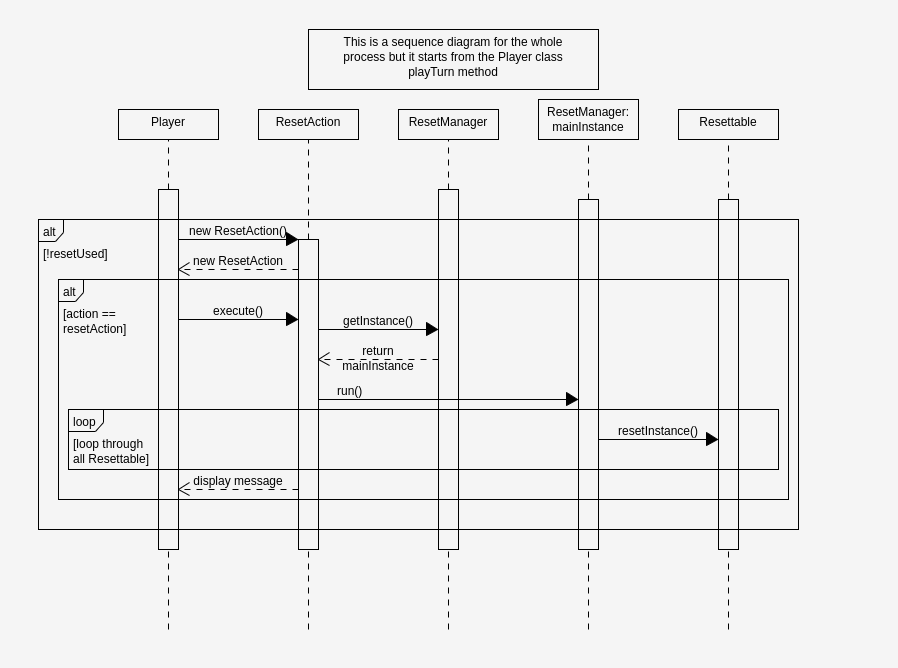 This is a sequence diagram for the whole
process but it starts from the Player class
playTurn method
Player
ResetAction
ResetManager
ResetManager:
mainInstance
Resettable
alt
[!resetUsed]
new ResetAction()
new ResetAction
alt
[action ==
resetAction]
execute()
getInstance()
return
mainInstance
run()
loop
[loop through
all Resettable]
resetInstance()
display message